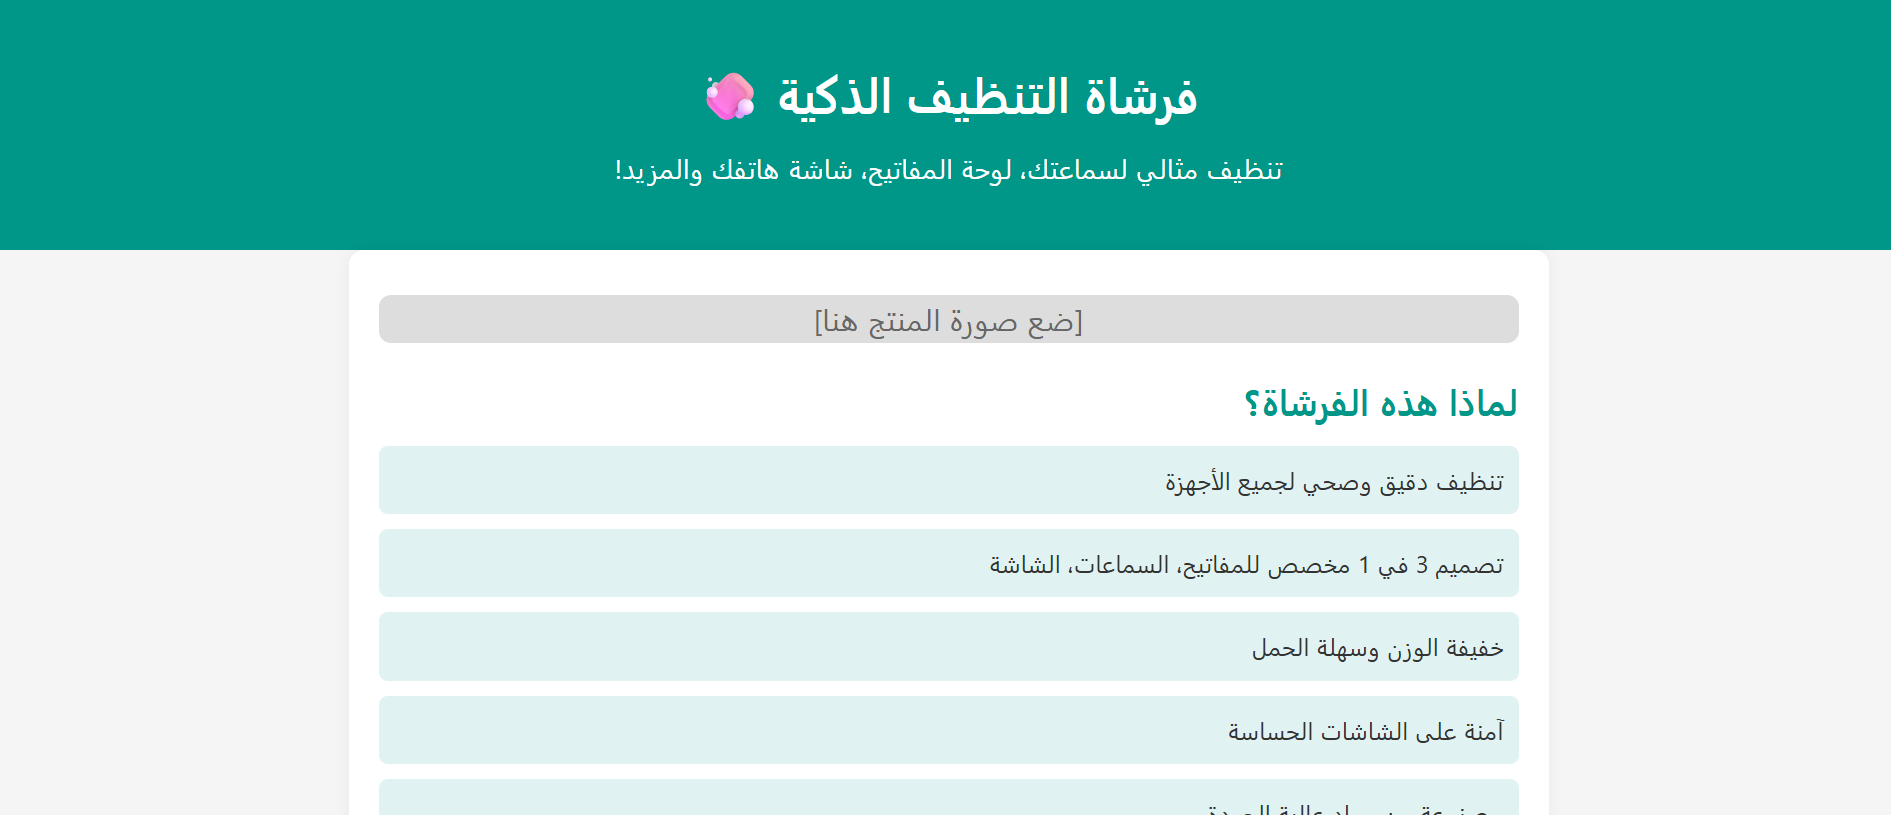 فرشاة التنظيف الذكية
تنظيف مثالي لسماعتك، لوحة المفاتيح، شاشة هاتفك والمزيد!
[ضع صورة المنتج هنا]
لماذا هذه الفرشاة؟
تنظيف دقيق وصحي لجميع الأجهزة
تصميم 3 في 1 مخصص للمفاتيح، السماعات، الشاشة
خفيفة الوزن وسهلة الحمل
آمنة على الشاشات الحساسة